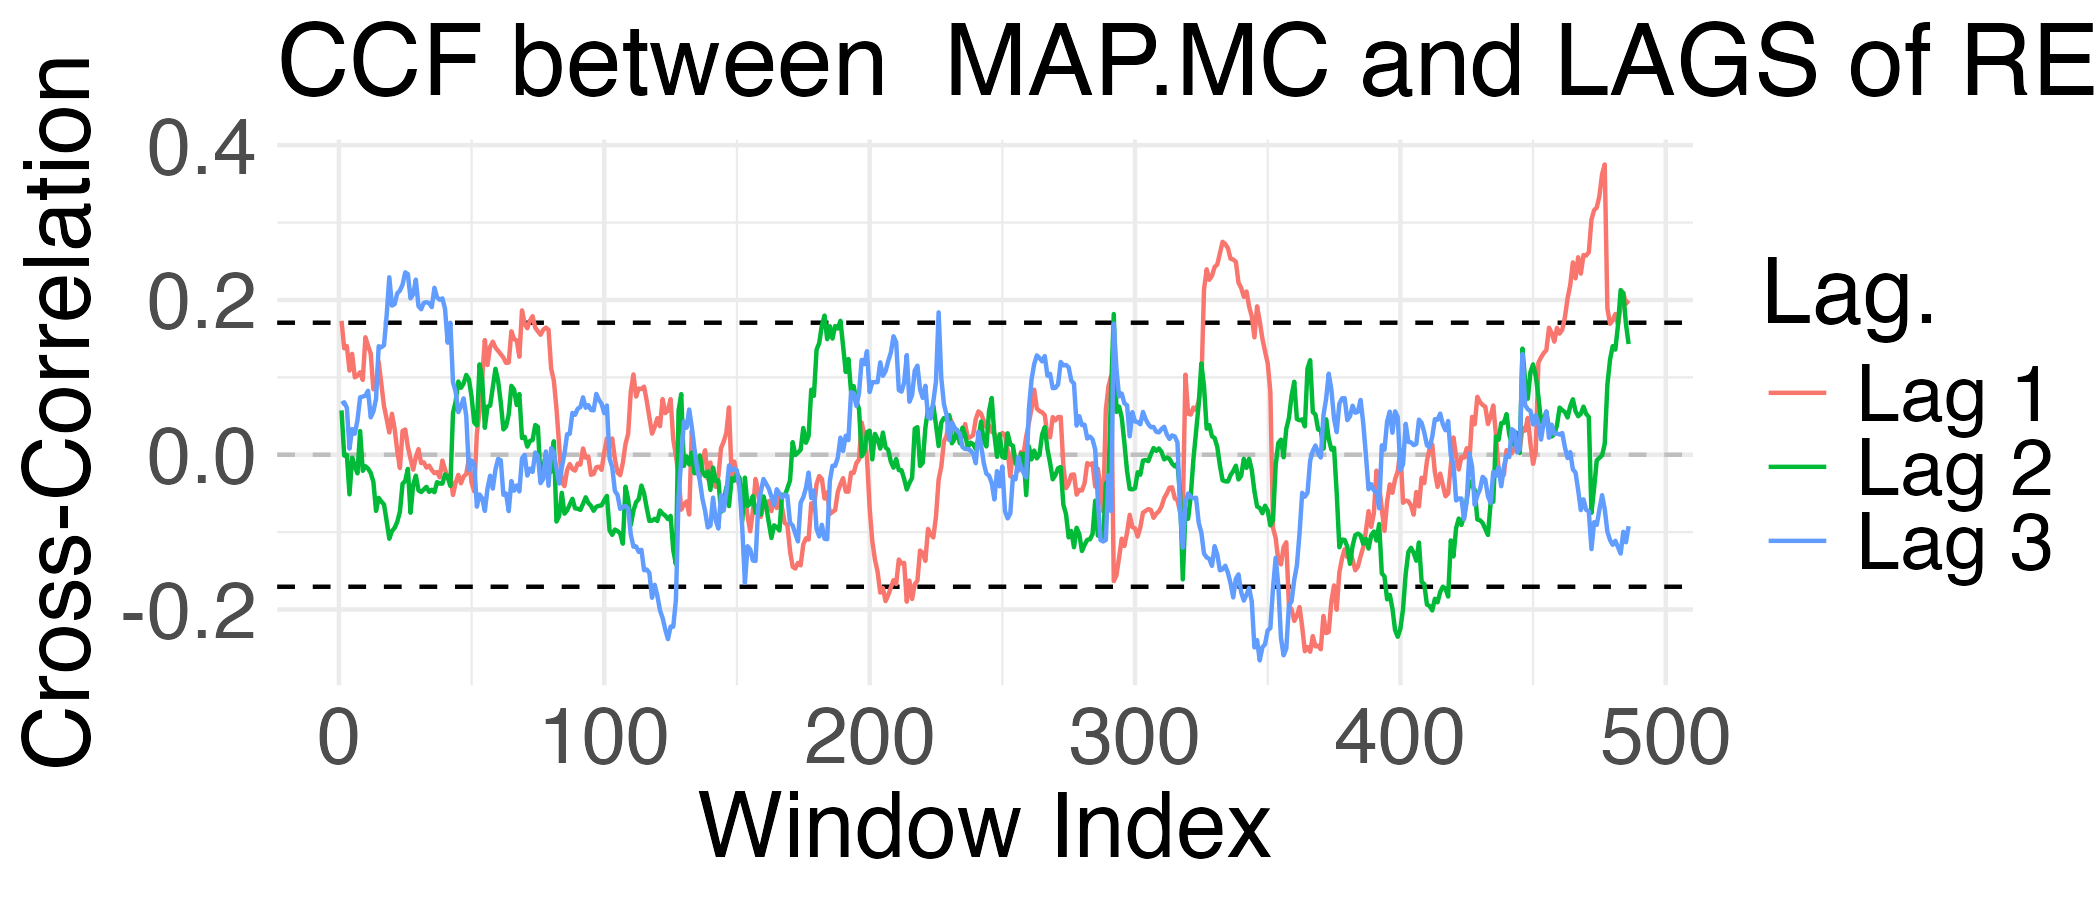 CCF between  MAP.MC and LAGS of RE
Cross-Correlation
0.4
0.2
0.0
-0.2
0
100
200
300
400
500
Window Index
Lag.
Lag 1
Lag 2
Lag 3